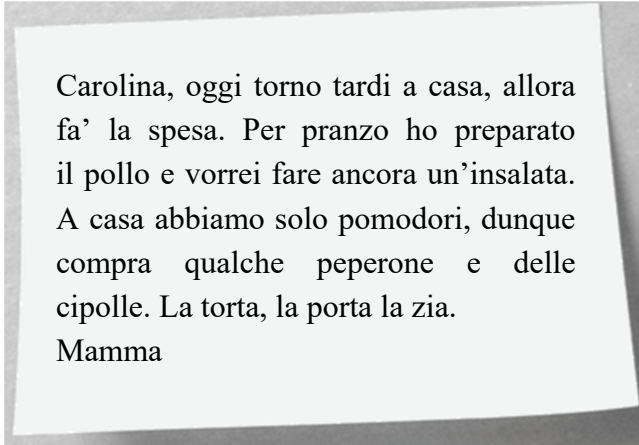 Carolina, oggi torno tardi a casa, allora
fa’ la spesa. Per pranzo ho preparato
il pollo e vorrei fare ancora un’insalata.
A casa abbiamo solo pomodori, dunque
compra qualche peperone e delle
cipolle. La torta, la porta la zia.
Mamma